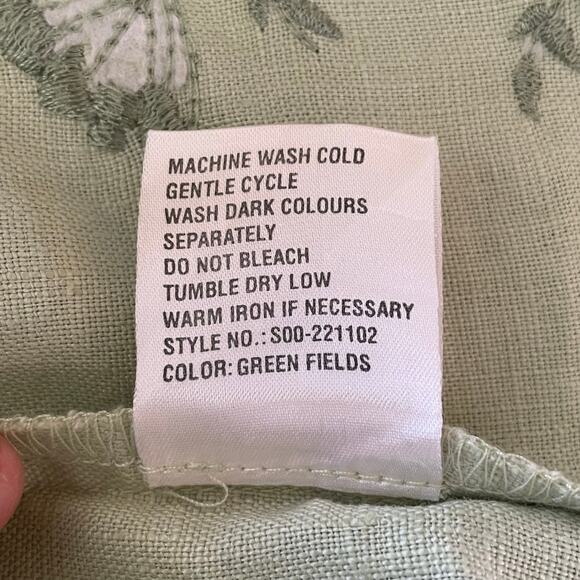 MACHINE WASH COLD
GENTLE CYCLE
WASH DARK COLOURS
SEPARATELY
DO NOT BLEACH
TUMBLE DRY LOW
WARM IRON IF NECESSARY
STYLE NO.: S00-221102
COLOR: GREEN FIELDS